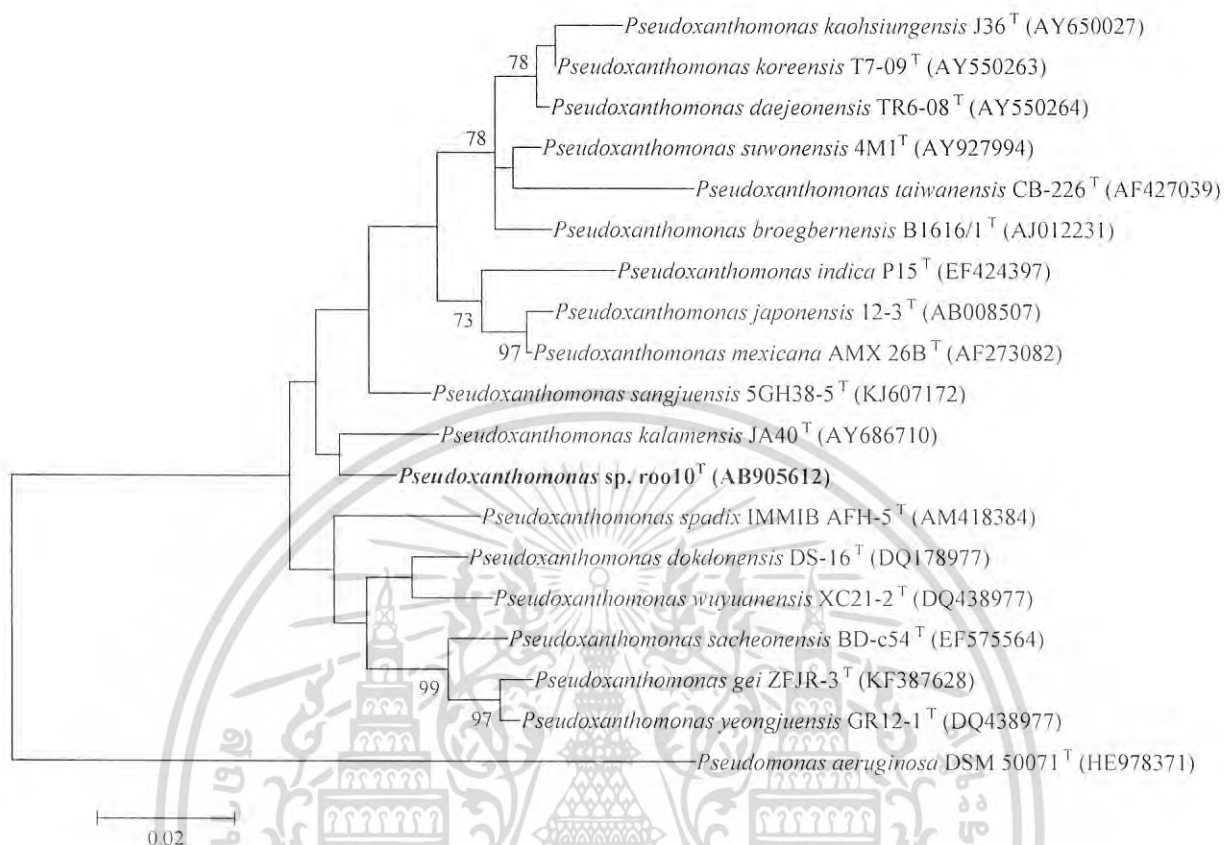 Pseudoxanthomonas kaohsiungensis J36 T (AY650027)
78
Pseudoxanthomonas koreensis T7-09 T (AY550263)
Pseudoxanthomonas daejeonensis TR6-08 T (AY550264)
78
Pseudoxanthomonas suwonensis 4M1T (AY927994)
Pseudoxanthomonas taiwanensis CB-226 T (AF427039)
Pseudoxanthomonas broegbernensis B1616/1 T (AJ012231)
Pseudoxanthomonas indica P15 T (EF424397)
73
Pseudoxanthomonas japonensis 12-3 T (AB008507)
97 Pseudoxanthomonas mexicana AMX 26B T (AF273082)
Pseudoxanthomonas sangjuensis 5GH38-5 T (KJ607172)
Pseudoxanthomonas kalamensis JA40 T (AY686710)
Pseudoxanthomonas sp. roo10T (AB905612)
Pseudoxanthomonas spadix IMMIB AFH-5 T (AM418384)
Pseudoxanthomonas dokdonensis DS-16 T (DQ178977)
Pseudoxanthomonas wuyuanensis XC21-2 T (DQ438977)
Pseudoxanthomonas sacheonensis BD-c54 T (EF575564)
99
Pseudoxanthomonas gei ZFJR-3 T (KF387628)
97
Pseudoxanthomonas yeongjuensis GR12-1 T (DQ438977)
Pseudomonas aeruginosa DSM 50071 T (HE978371)
0.02